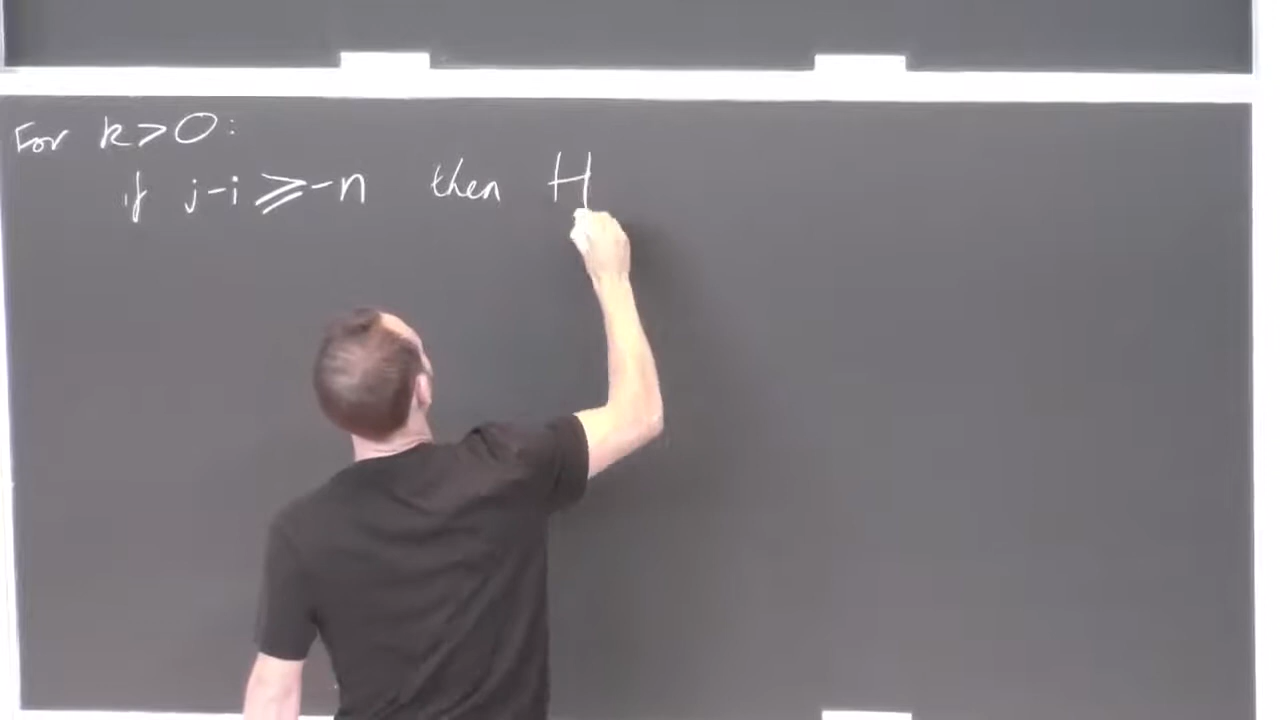 For k>0:
if j-i ⩾ -n then H